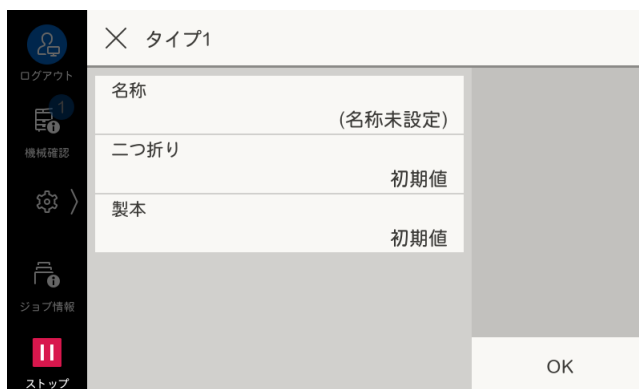 × タイプ1
ログアウト
1
機械確認
ジョブ情報
ストップ
名称
(名称未設定)
二つ折り
初期値
製本
初期値
OK